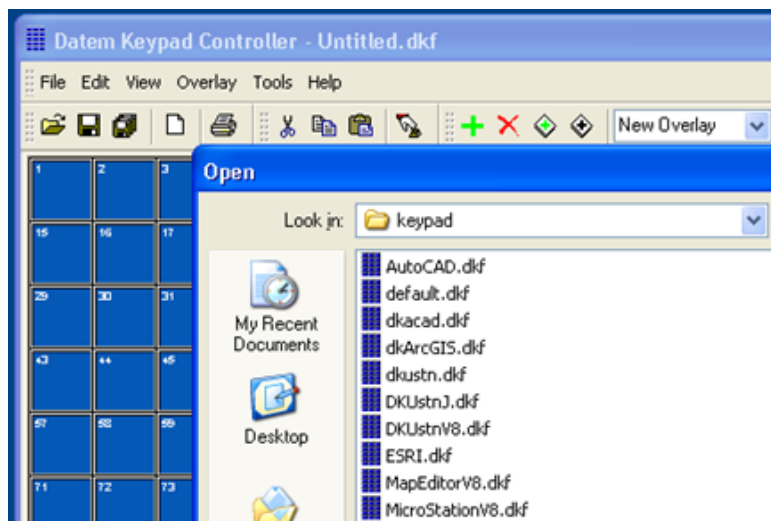 Datem Keypad Controller - Untitled.dkf
File Edit View Overlay Tools Help
New Overlay
1 2 3
Open
Look in: keypad
15 16 17
29 30 31
43 44 45
57 58 59
71 72 73
My Recent
Documents
Desktop
AutoCAD.dkf
default.dkf
dkacad.dkf
dkArcGIS.dkf
dkustn.dkf
DKUstnJ.dkf
DKUstnV8.dkf
ESRI.dkf
MapEditorV8.dkf
MicroStationV8.dkf